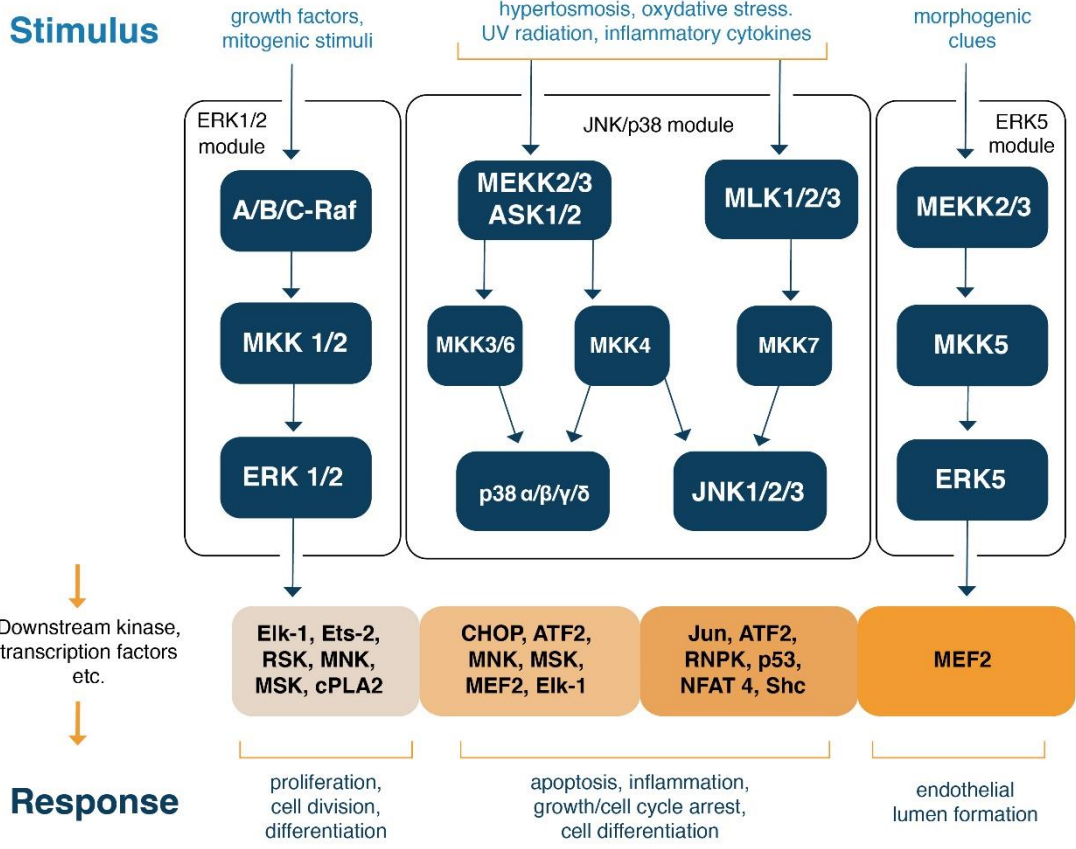 Stimulus
growth factors,
mitogenic stimuli
hypertosmosis, oxydative stress.
UV radiation, inflammatory cytokines
morphogenic
clues
ERK1/2
module
JNK/p38 module
ERK5
module
A/B/C-Raf
MEKK2/3
ASK1/2
MLK1/2/3
MEKK2/3
MKK 1/2
MKK3/6
MKK4
MKK7
MKK5
ERK 1/2
p38 α/β/γ/δ
JNK1/2/3
ERK5
Downstream kinase,
transcription factors
etc.
Elk-1, Ets-2,
RSK, MNK,
MSK, cPLA2
CHOP, ATF2,
MNK, MSK,
MEF2, Elk-1
Jun, ATF2,
RNPK, p53,
NFAT 4, Shc
MEF2
Response
proliferation,
cell division,
differentiation
apoptosis, inflammation,
growth/cell cycle arrest,
cell differentiation
endothelial
lumen formation